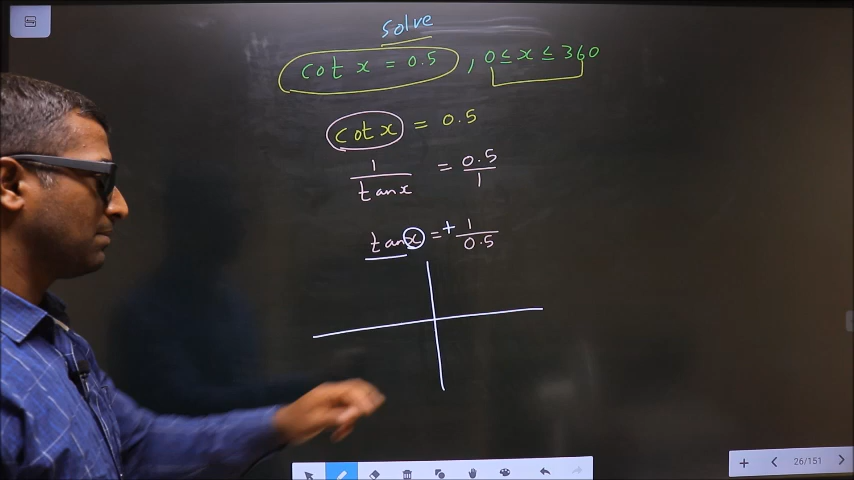 solve
cot x = 0.5 , 0 ≤ x ≤ 360
cot x = 0.5
1/tan x = 0.5/1
tan x = + 1/0.5
26/151